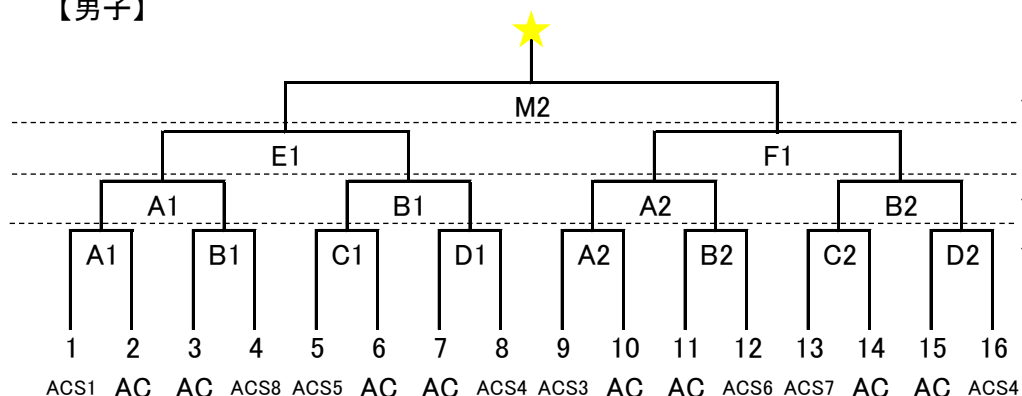 【男子】
M2
E1 F1
A1 B1 A2 B2
A1 B1 C1 D1 A2 B2 C2 D2
1 2 3 4 5 6 7 8 9 10 11 12 13 14 15 16
ACS1 AC AC ACS8 ACS5 AC AC ACS4 ACS3 AC AC ACS6 ACS7 AC AC ACS4